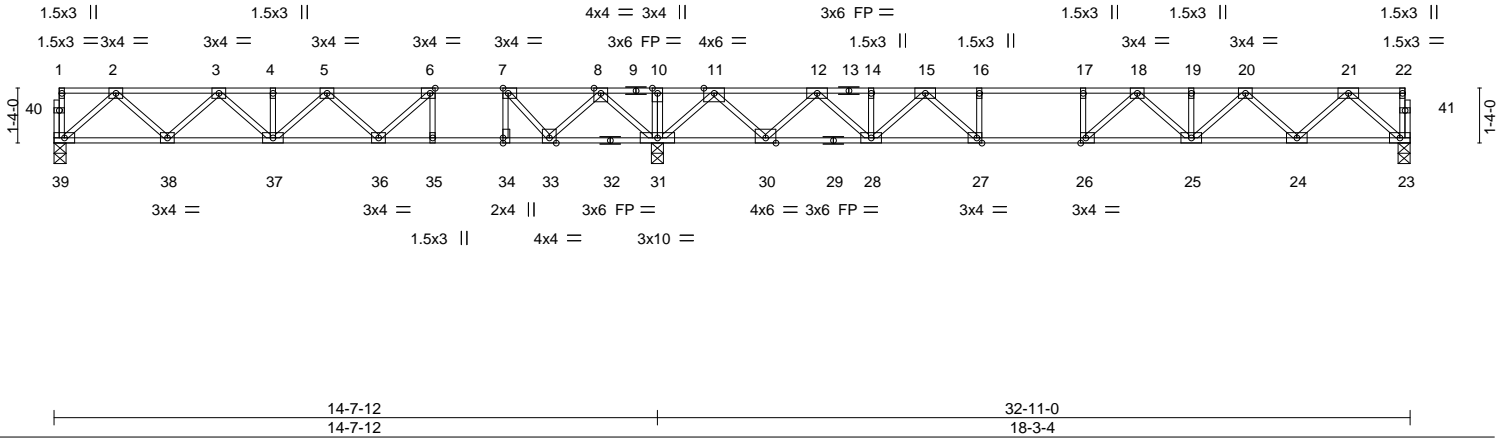 1.5x3 || 1.5x3 || 4x4 = 3x4 || 3x6 FP = 1.5x3 || 1.5x3 || 1.5x3 ||
1.5x3 = 3x4 = 3x4 = 3x4 = 3x4 = 3x4 = 3x6 FP = 4x6 = 1.5x3 || 1.5x3 || 3x4 = 3x4 = 1.5x3 =
1 2 3 4 5 6 7 8 9 10 11 12 13 14 15 16 17 18 19 20 21 22
40 41
1-4-0 1-4-0
39 38 37 36 35 34 33 32 31 30 29 28 27 26 25 24 23
3x4 = 3x4 = 2x4 || 3x6 FP = 4x6 = 3x6 FP = 3x4 = 3x4 =
1.5x3 || 4x4 = 3x10 =
14-7-12 32-11-0
14-7-12 18-3-4